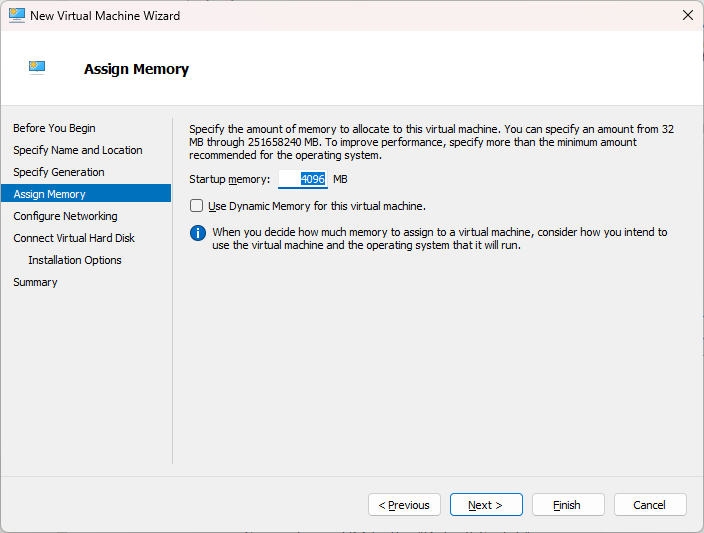 New Virtual Machine Wizard
Assign Memory
Before You Begin
Specify Name and Location
Specify Generation
Assign Memory
Configure Networking
Connect Virtual Hard Disk
Installation Options
Summary
Specify the amount of memory to allocate to this virtual machine. You can specify an amount from 32
MB through 251658240 MB. To improve performance, specify more than the minimum amount
recommended for the operating system.
Startup memory: 4096 MB
Use Dynamic Memory for this virtual machine.
When you decide how much memory to assign to a virtual machine, consider how you intend to
use the virtual machine and the operating system that it will run.
< Previous
Next >
Finish
Cancel